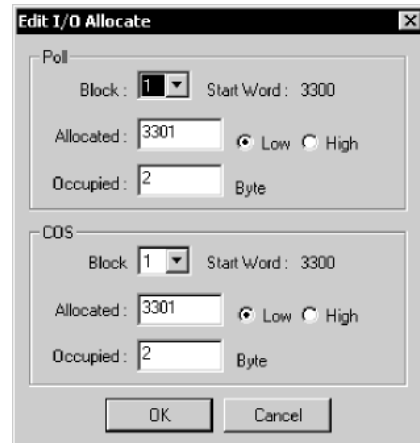 Edit I/O Allocate
Poll
Block : 1 Start Word : 3300
Allocated : 3301 Low High
Occupied : 2 Byte
COS
Block 1 Start Word : 3300
Allocated : 3301 Low High
Occupied : 2 Byte
OK Cancel